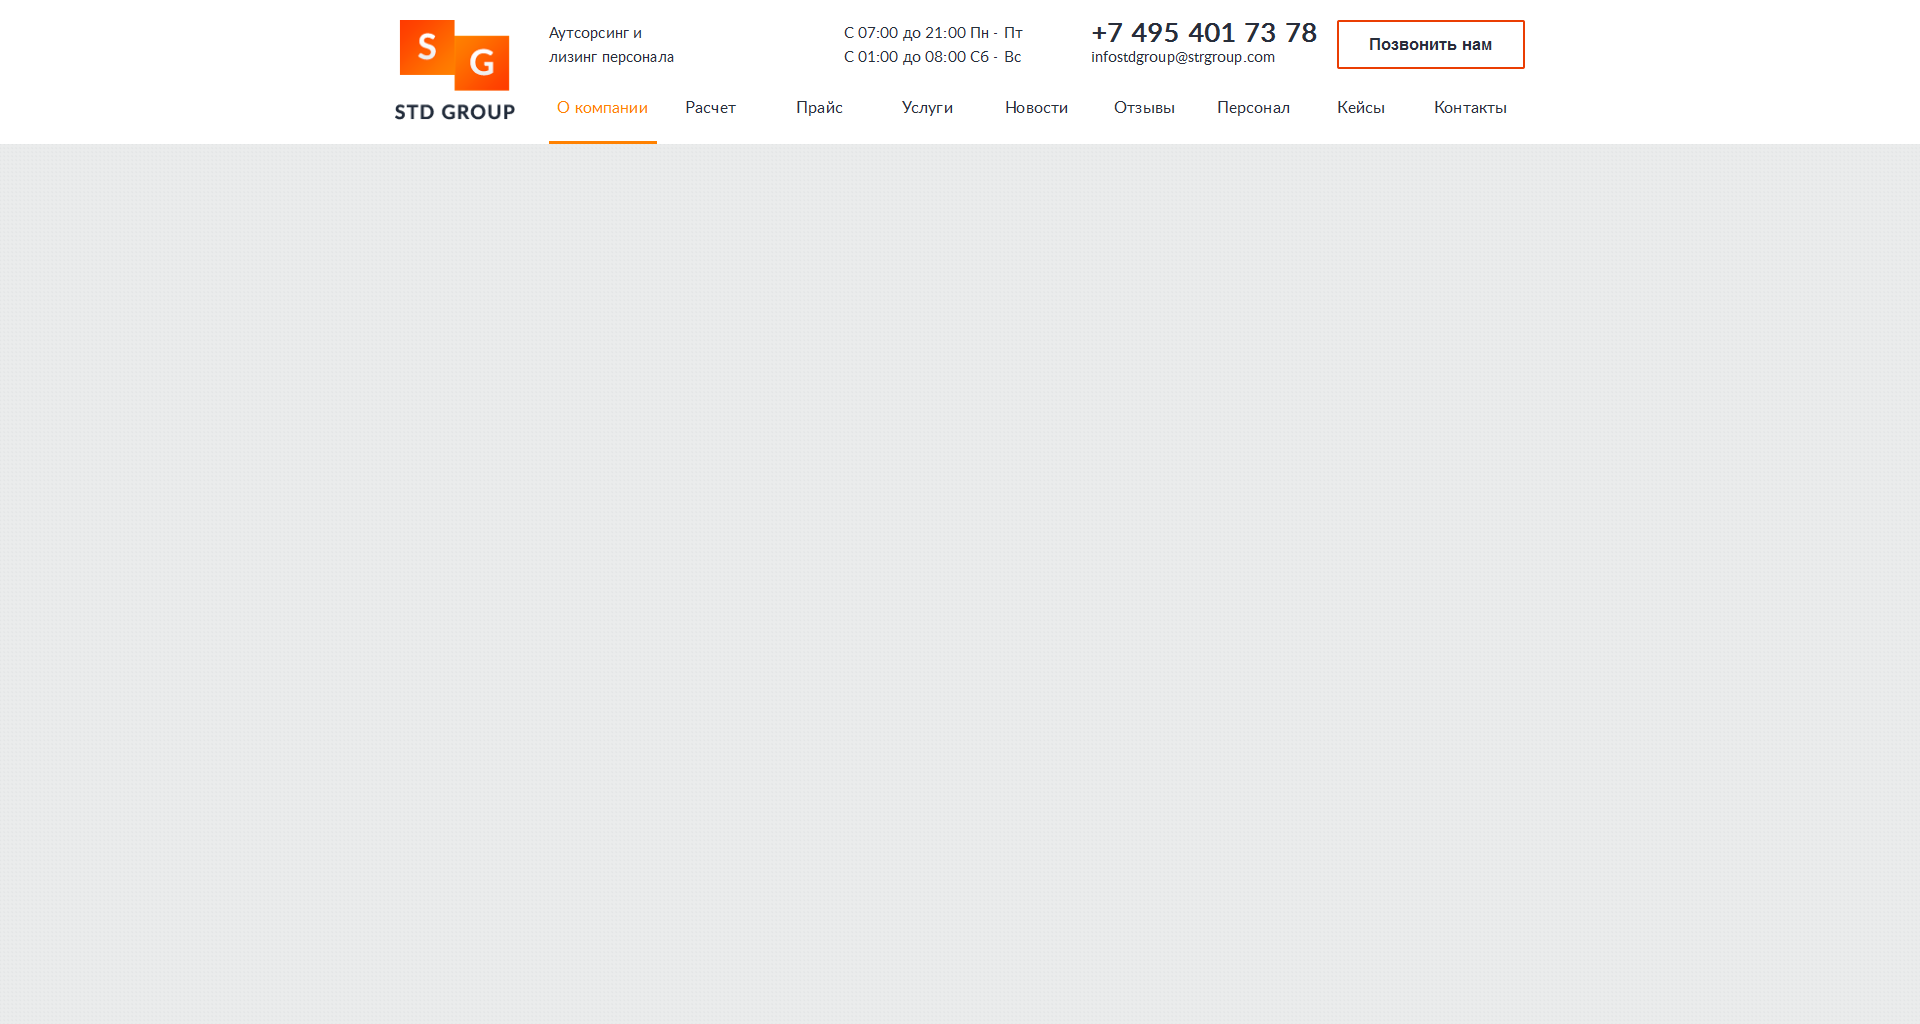 S
G
STD GROUP
Аутсорсинг и
лизинг персонала
С 07:00 до 21:00 Пн - Пт
С 01:00 до 08:00 Сб - Вс
+7 495 401 73 78
infostdgroup@strgroup.com
Позвонить нам
О компании Расчет Прайс Услуги Новости Отзывы Персонал Кейсы Контакты